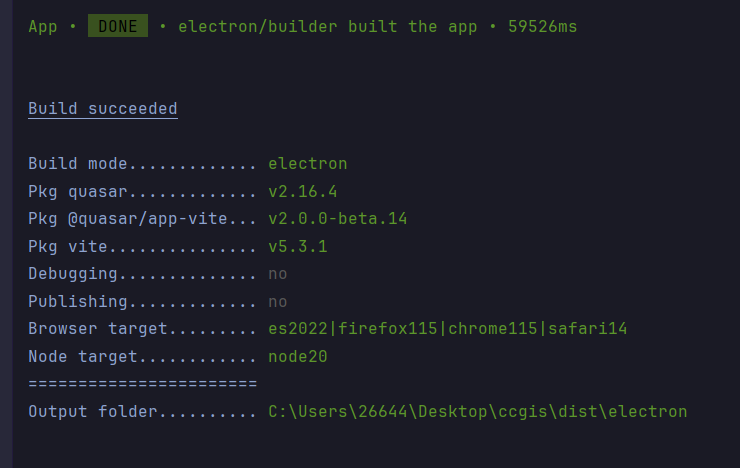 App • DONE • electron/builder built the app • 59526ms
Build succeeded
Build mode............. electron
Pkg quasar............. v2.16.4
Pkg @quasar/app-vite... v2.0.0-beta.14
Pkg vite............... v5.3.1
Debugging.............. no
Publishing............. no
Browser target......... es2022|firefox115|chrome115|safari14
Node target............ node20
=======================
Output folder.......... C:\Users\26644\Desktop\ccgis\dist\electron